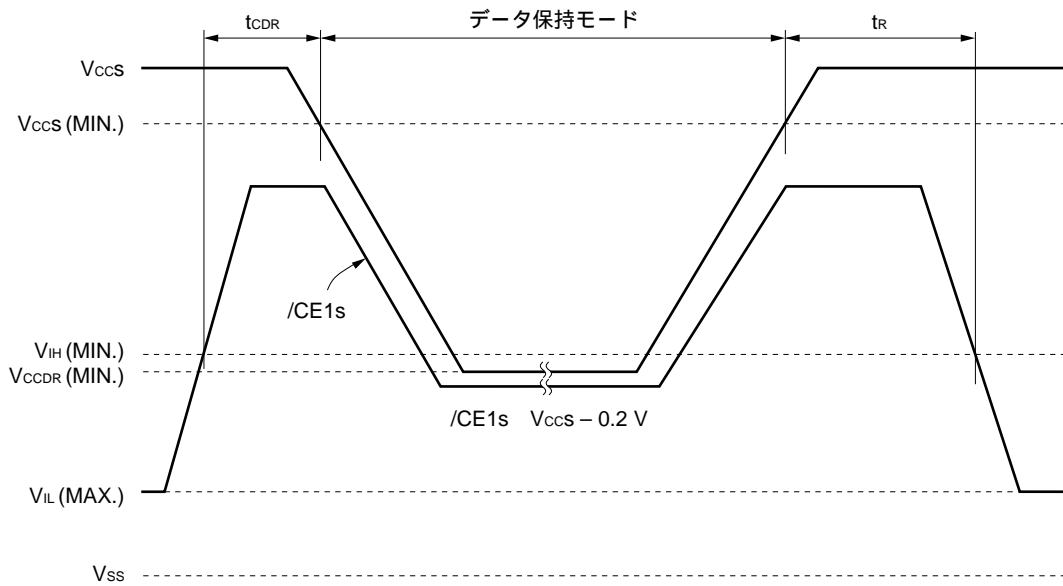 tCDR データ保持モード tR
VCCS
VCCS (MIN.)
/CE1s
VIH (MIN.)
VCCDR (MIN.)
/CE1s VCCS – 0.2 V
VIL (MAX.)
VSS